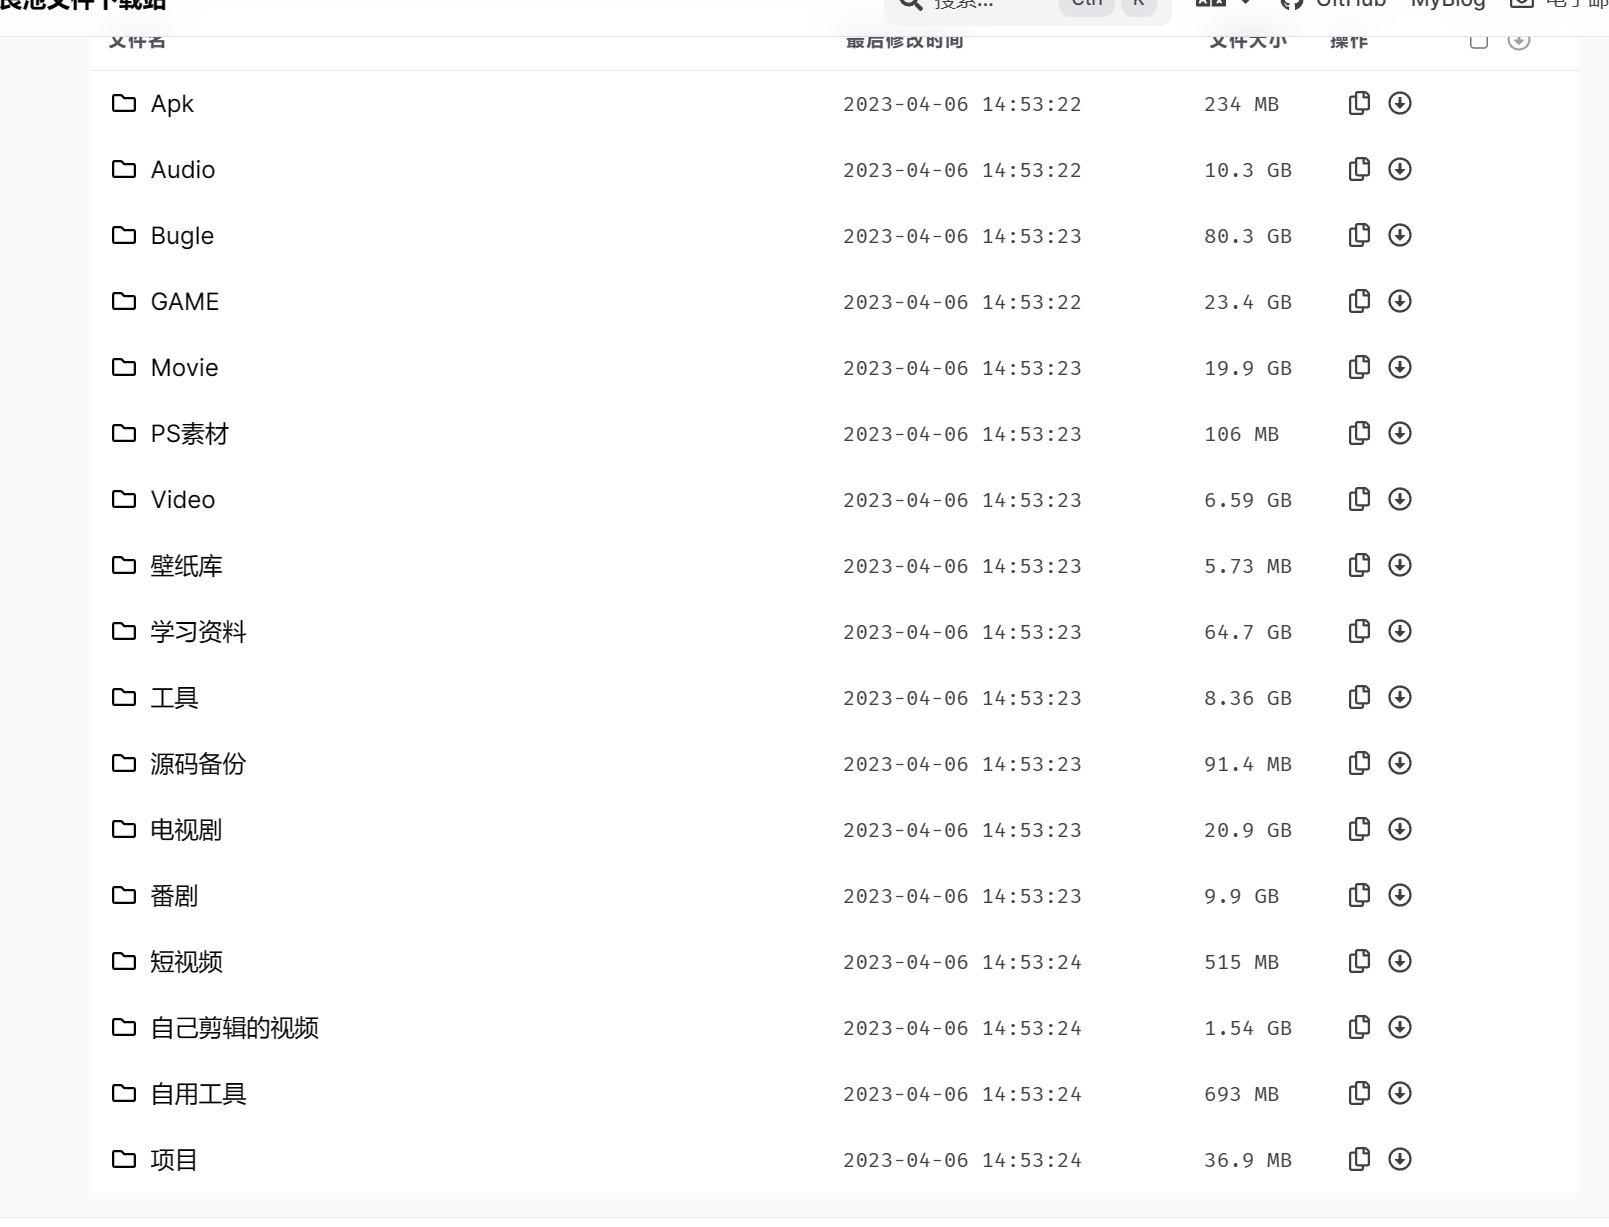 搜索... Ctrl K GitHub MyBlog
文件名 最后修改时间 文件大小 操作
Apk 2023-04-06 14:53:22 234 MB
Audio 2023-04-06 14:53:22 10.3 GB
Bugle 2023-04-06 14:53:23 80.3 GB
GAME 2023-04-06 14:53:22 23.4 GB
Movie 2023-04-06 14:53:23 19.9 GB
PS素材 2023-04-06 14:53:23 106 MB
Video 2023-04-06 14:53:23 6.59 GB
壁纸库 2023-04-06 14:53:23 5.73 MB
学习资料 2023-04-06 14:53:23 64.7 GB
工具 2023-04-06 14:53:23 8.36 GB
源码备份 2023-04-06 14:53:23 91.4 MB
电视剧 2023-04-06 14:53:23 20.9 GB
番剧 2023-04-06 14:53:23 9.9 GB
短视频 2023-04-06 14:53:24 515 MB
自己剪辑的视频 2023-04-06 14:53:24 1.54 GB
自用工具 2023-04-06 14:53:24 693 MB
项目 2023-04-06 14:53:24 36.9 MB